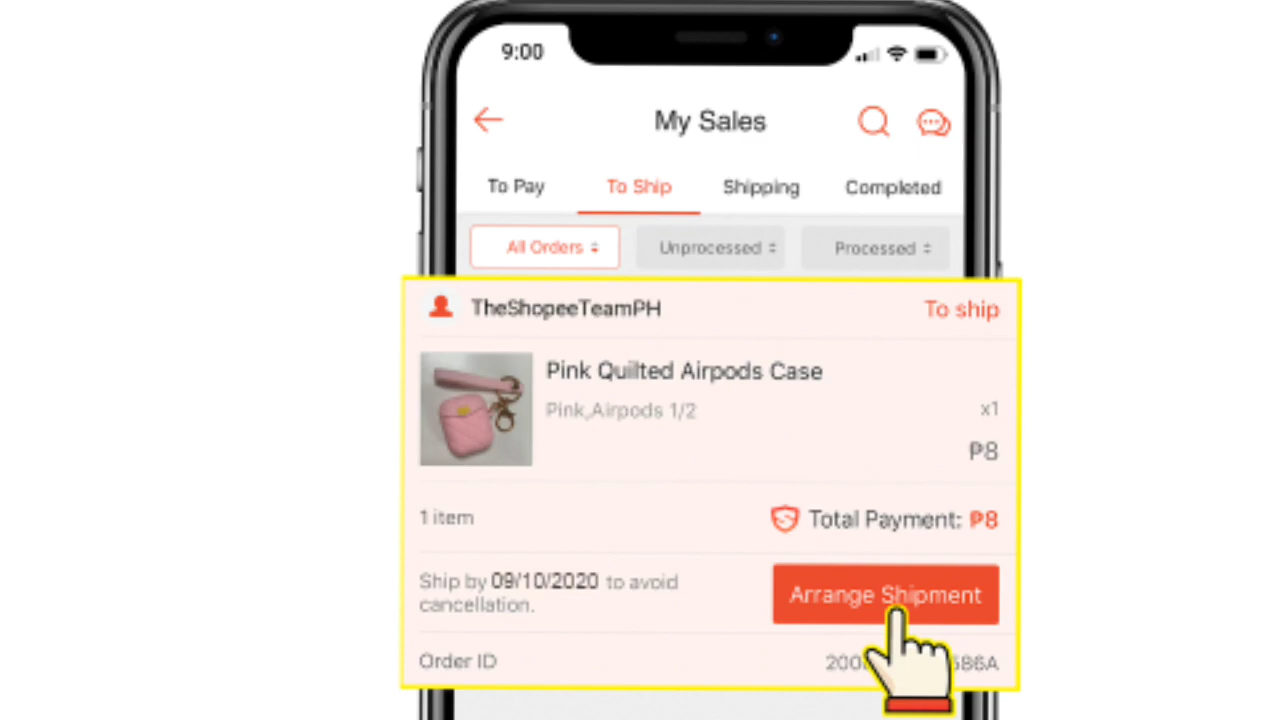 9:00
My Sales
To Pay To Ship Shipping Completed
All Orders Unprocessed Processed
TheShopeeTeamPH To ship
Pink Quilted Airpods Case
Pink,Airpods 1/2 x1
₱8
1 item Total Payment: ₱8
Ship by 09/10/2020 to avoid
cancellation.
Arrange Shipment
Order ID